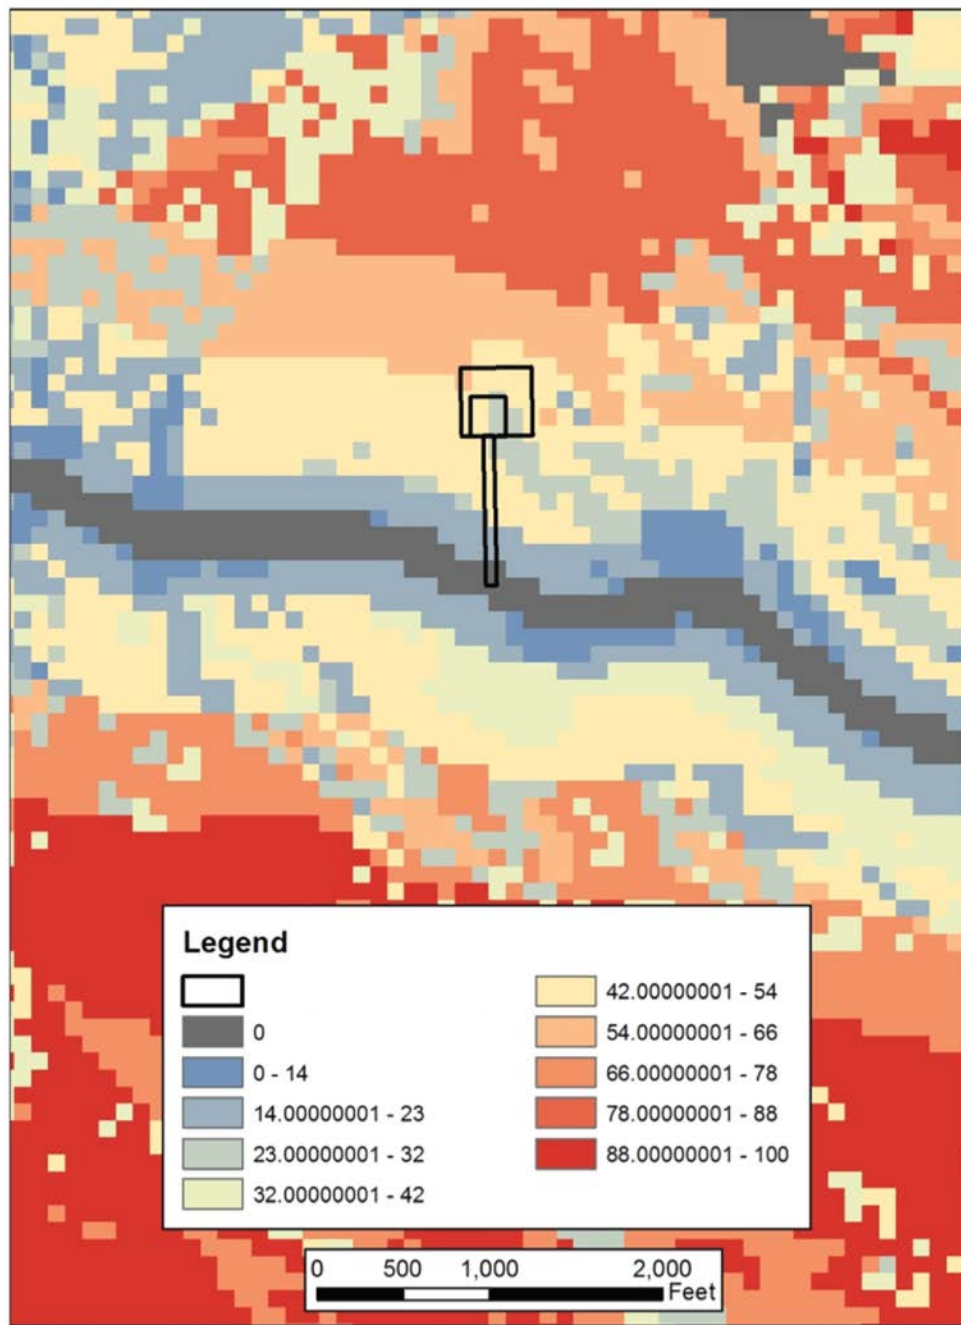 Legend
0
0 - 14
14.00000001 - 23
23.00000001 - 32
32.00000001 - 42
42.00000001 - 54
54.00000001 - 66
66.00000001 - 78
78.00000001 - 88
88.00000001 - 100
0 500 1,000 2,000
Feet